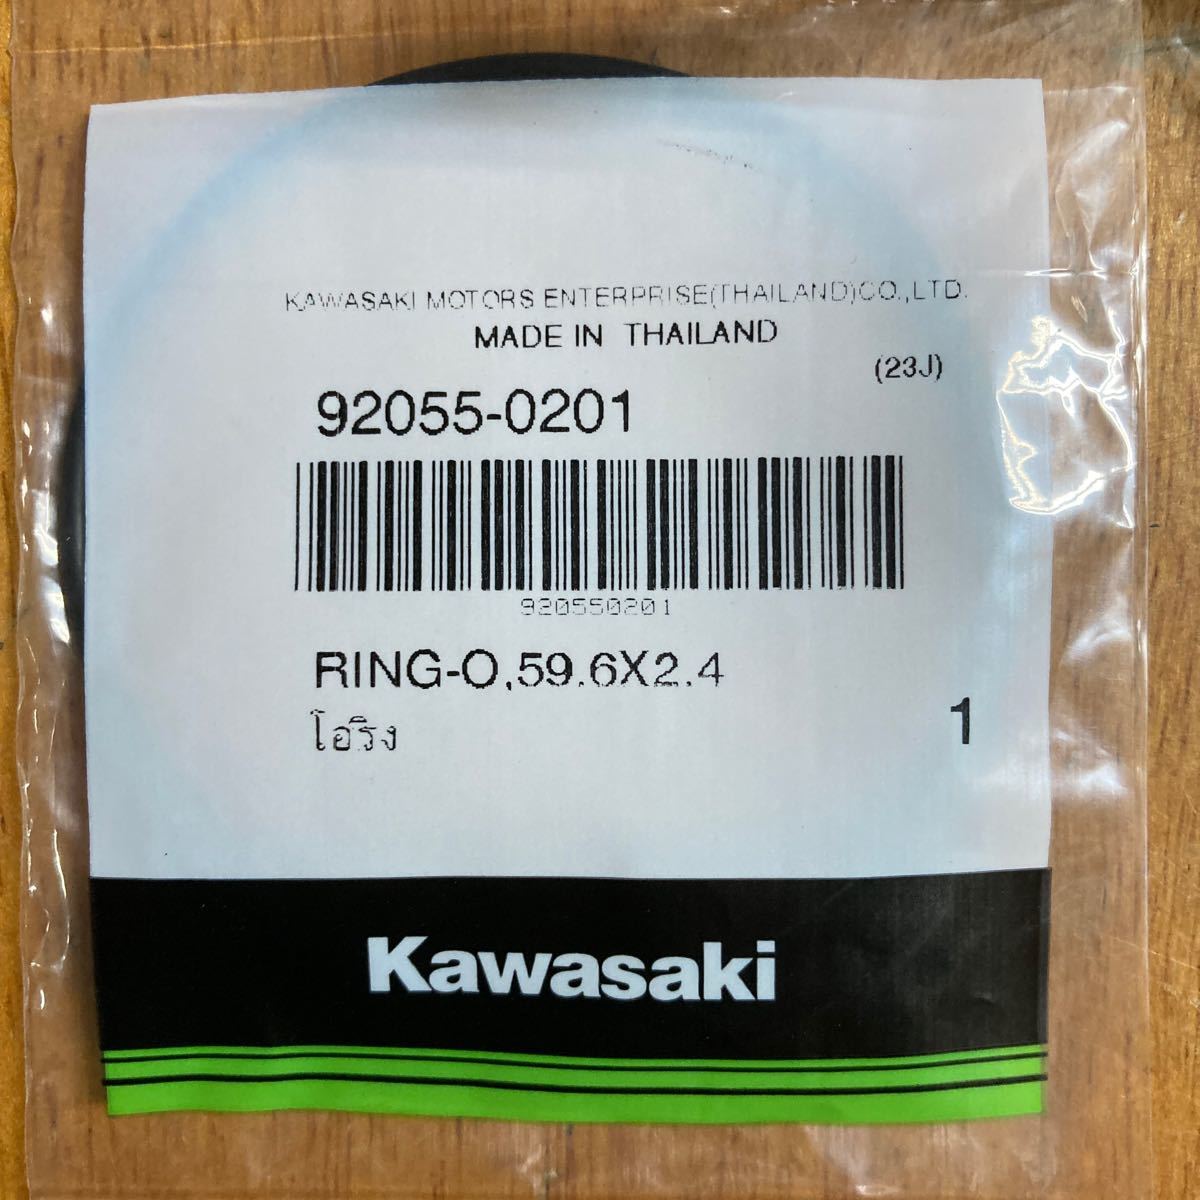 KAWASAKI MOTORS ENTERPRISE(THAILAND)CO.,LTD.
MADE IN THAILAND
(23J)
92055-0201
920550201
RING-O,59.6X2.4
โอริง
1
Kawasaki